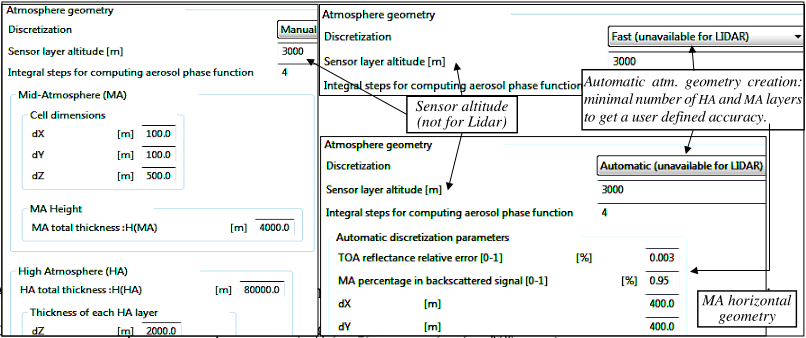 Atmosphere geometry
Discretization Manual
Sensor layer altitude [m] 3000
Integral steps for computing aerosol phase function 4
Mid-Atmosphere (MA)
Cell dimensions
dX [m] 100.0
dY [m] 100.0
dZ [m] 500.0
MA Height
MA total thickness :H(MA) [m] 4000.0
High Atmosphere (HA)
HA total thickness :H(HA) [m] 80000.0
Thickness of each HA layer
dZ [m] 2000.0
Atmosphere geometry
Discretization Fast (unavailable for LIDAR)
Sensor layer altitude [m] 3000
Integral steps for computing aerosol phase function
Sensor altitude
(not for Lidar)
Automatic atm. geometry creation:
minimal number of HA and MA layers
to get a user defined accuracy.
Atmosphere geometry
Discretization Automatic (unavailable for LIDAR)
Sensor layer altitude [m] 3000
Integral steps for computing aerosol phase function 4
Automatic discretization parameters
TOA reflectance relative error [0-1] [%] 0.003
MA percentage in backscattered signal [0-1] [%] 0.95
dX [m] 400.0
dY [m] 400.0
MA horizontal
geometry